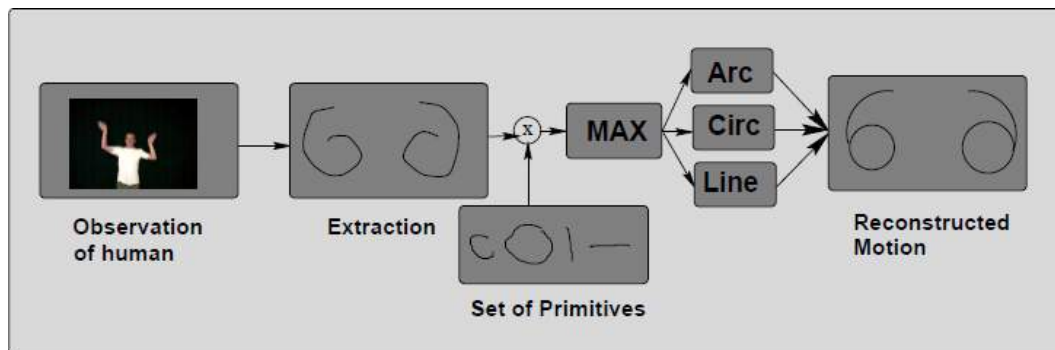 Arc
MAX
Circ
Line
x
Observation
of human
Extraction
Set of Primitives
Reconstructed
Motion